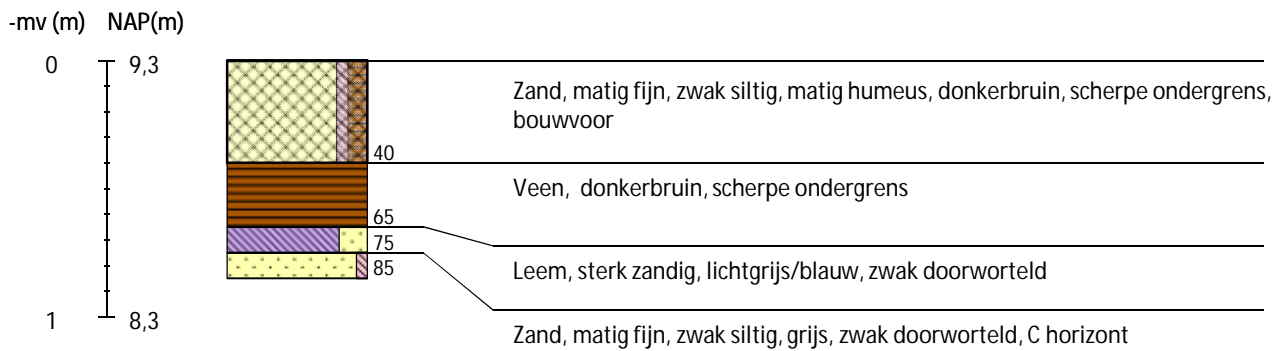 -mv (m) NAP(m)
0 9,3
Zand, matig fijn, zwak siltig, matig humeus, donkerbruin, scherpe ondergrens,
bouwvoor
40
Veen, donkerbruin, scherpe ondergrens
65
75
Leem, sterk zandig, lichtgrijs/blauw, zwak doorworteld
85
1 8,3
Zand, matig fijn, zwak siltig, grijs, zwak doorworteld, C horizont